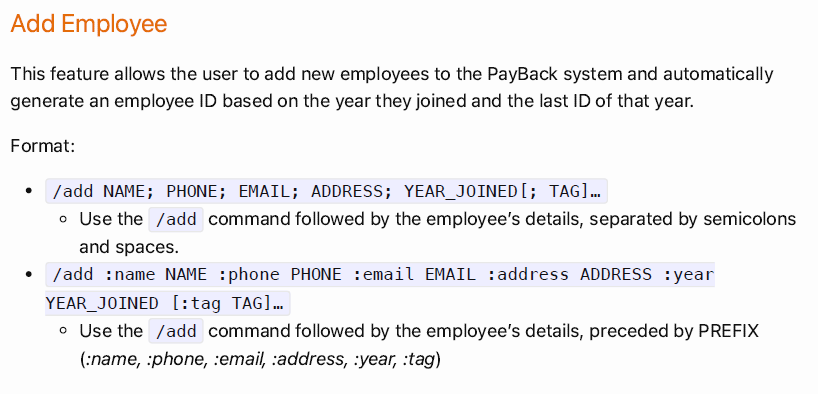 Add Employee
This feature allows the user to add new employees to the PayBack system and automatically
generate an employee ID based on the year they joined and the last ID of that year.
Format:
• /add NAME; PHONE; EMAIL; ADDRESS; YEAR_JOINED[; TAG]…
◦ Use the /add command followed by the employee’s details, separated by semicolons
and spaces.
• /add :name NAME :phone PHONE :email EMAIL :address ADDRESS :year
YEAR_JOINED [:tag TAG]…
◦ Use the /add command followed by the employee’s details, preceded by PREFIX
(:name, :phone, :email, :address, :year, :tag)